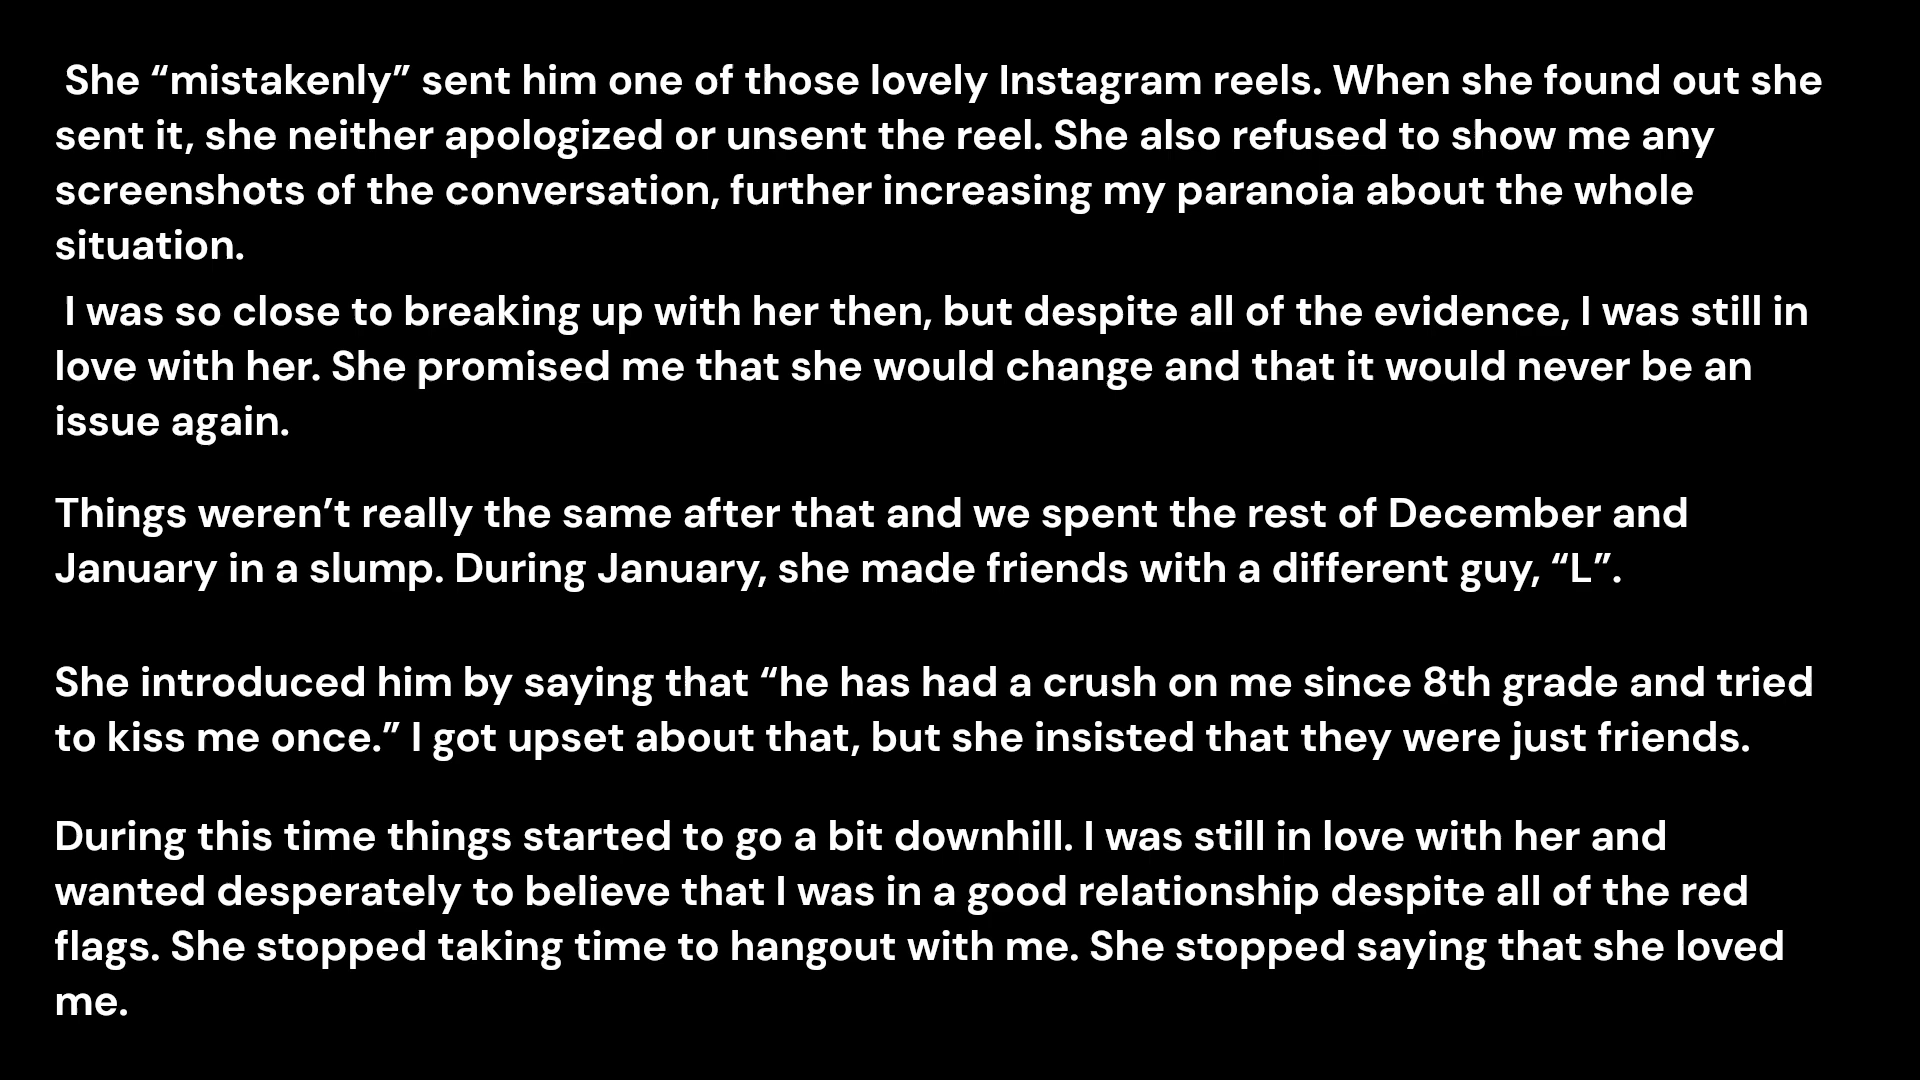 She “mistakenly” sent him one of those lovely Instagram reels. When she found out she
sent it, she neither apologized or unsent the reel. She also refused to show me any
screenshots of the conversation, further increasing my paranoia about the whole
situation.
I was so close to breaking up with her then, but despite all of the evidence, I was still in
love with her. She promised me that she would change and that it would never be an
issue again.
Things weren’t really the same after that and we spent the rest of December and
January in a slump. During January, she made friends with a different guy, “L”.
She introduced him by saying that “he has had a crush on me since 8th grade and tried
to kiss me once.” I got upset about that, but she insisted that they were just friends.
During this time things started to go a bit downhill. I was still in love with her and
wanted desperately to believe that I was in a good relationship despite all of the red
flags. She stopped taking time to hangout with me. She stopped saying that she loved
me.